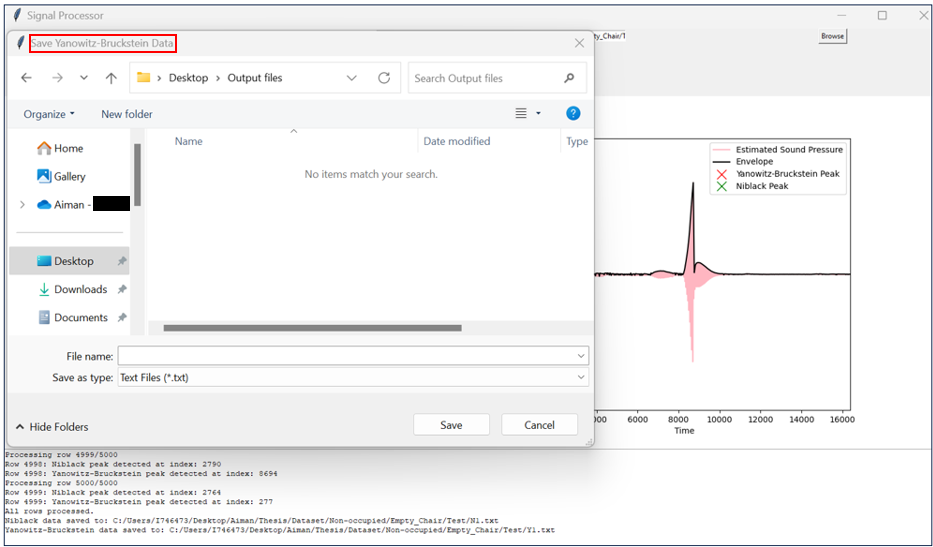 Signal Processor
Save Yanowitz-Bruckstein Data
ty_Chair/1
Browse
Desktop > Output files
Search Output files
Organize
New folder
Name
Date modified
Type
No items match your search.
Home
Gallery
Aiman -
Desktop
Downloads
Documents
File name:
Save as type: Text Files (*.txt)
Hide Folders
Save
Cancel
Estimated Sound Pressure
Envelope
Yanowitz-Bruckstein Peak
Niblack Peak
6000 8000 10000 12000 14000 16000
Time
Processing row 4999/5000
Row 4998: Niblack peak detected at index: 2790
Row 4998: Yanowitz-Bruckstein peak detected at index: 8694
Processing row 5000/5000
Row 4999: Niblack peak detected at index: 2764
Row 4999: Yanowitz-Bruckstein peak detected at index: 277
All rows processed.
Niblack data saved to: C:/Users/I746473/Desktop/Aiman/Thesis/Dataset/Non-occupied/Empty_Chair/Test/N1.txt
Yanowitz-Bruckstein data saved to: C:/Users/I746473/Desktop/Aiman/Thesis/Dataset/Non-occupied/Empty_Chair/Test/Y1.txt